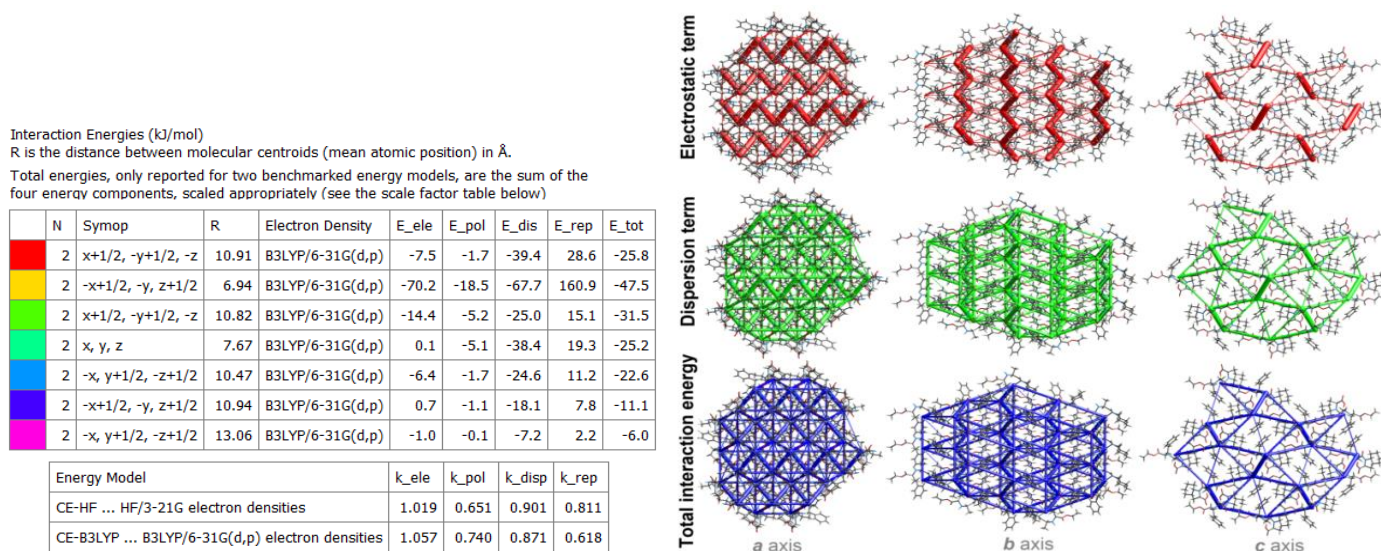 Interaction Energies (kJ/mol)
R is the distance between molecular centroids (mean atomic position) in Å.
Total energies, only reported for two benchmarked energy models, are the sum of the
four energy components, scaled appropriately (see the scale factor table below)
N Symop R Electron Density E_ele E_pol E_dis E_rep E_tot
2 x+1/2, -y+1/2, -z 10.91 B3LYP/6-31G(d,p) -7.5 -1.7 -39.4 28.6 -25.8
2 -x+1/2, -y, z+1/2 6.94 B3LYP/6-31G(d,p) -70.2 -18.5 -67.7 160.9 -47.5
2 x+1/2, -y+1/2, -z 10.82 B3LYP/6-31G(d,p) -14.4 -5.2 -25.0 15.1 -31.5
2 x, y, z 7.67 B3LYP/6-31G(d,p) 0.1 -5.1 -38.4 19.3 -25.2
2 -x, y+1/2, -z+1/2 10.47 B3LYP/6-31G(d,p) -6.4 -1.7 -24.6 11.2 -22.6
2 -x+1/2, -y, z+1/2 10.94 B3LYP/6-31G(d,p) 0.7 -1.1 -18.1 7.8 -11.1
2 -x, y+1/2, -z+1/2 13.06 B3LYP/6-31G(d,p) -1.0 -0.1 -7.2 2.2 -6.0
Energy Model k_ele k_pol k_disp k_rep
CE-HF ... HF/3-21G electron densities 1.019 0.651 0.901 0.811
CE-B3LYP ... B3LYP/6-31G(d,p) electron densities 1.057 0.740 0.871 0.618
Electrostatic term
Dispersion term
Total interaction energy
a axis
b axis
c axis